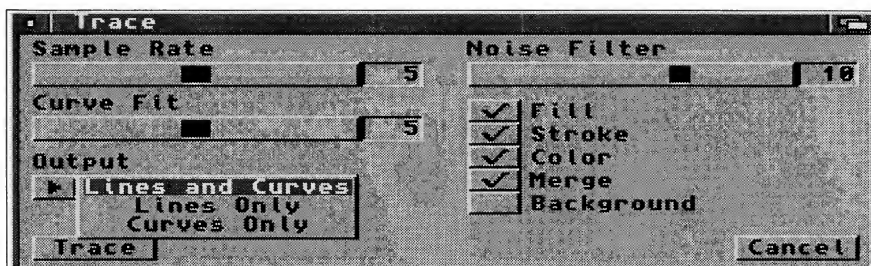 Trace
Sample Rate
5
Curve Fit
5
Output
Lines and Curves
Lines Only
Curves Only
Trace
Noise Filter
10
Fill
Stroke
Color
Merge
Background
Cancel